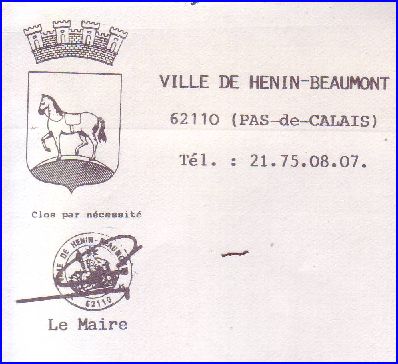 VILLE DE HENIN-BEAUMONT
62110 (PAS-de-CALAIS)
Tél. : 21.75.08.07.
Clos par nécessité
VILLE DE HENIN-BEAUMONT
62110
Le Maire